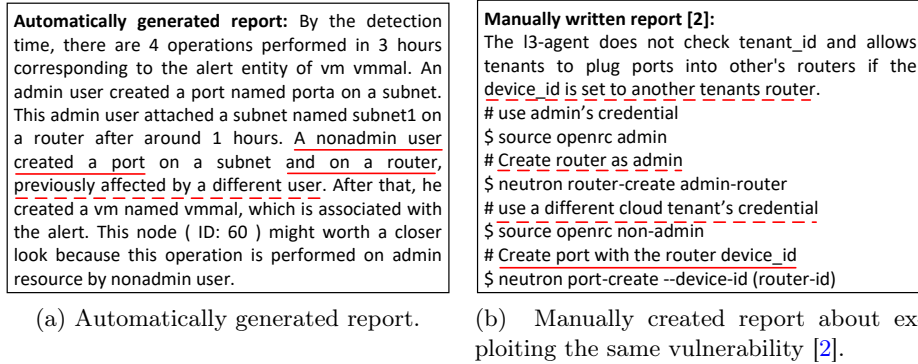 Automatically generated report: By the detection
time, there are 4 operations performed in 3 hours
corresponding to the alert entity of vm vmmal. An
admin user created a port named porta on a subnet.
This admin user attached a subnet named subnet1 on
a router after around 1 hours. A nonadmin user
created a port on a subnet and on a router,
previously affected by a different user. After that, he
created a vm named vmmal, which is associated with
the alert. This node ( ID: 60 ) might worth a closer
look because this operation is performed on admin
resource by nonadmin user.
(a) Automatically generated report.
Manually written report [2]:
The l3-agent does not check tenant_id and allows
tenants to plug ports into other's routers if the
device_id is set to another tenants router.
# use admin's credential
$ source openrc admin
# Create router as admin
$ neutron router-create admin-router
# use a different cloud tenant's credential
$ source openrc non-admin
# Create port with the router device_id
$ neutron port-create --device-id (router-id)
(b) Manually created report about ex
ploiting the same vulnerability [2].